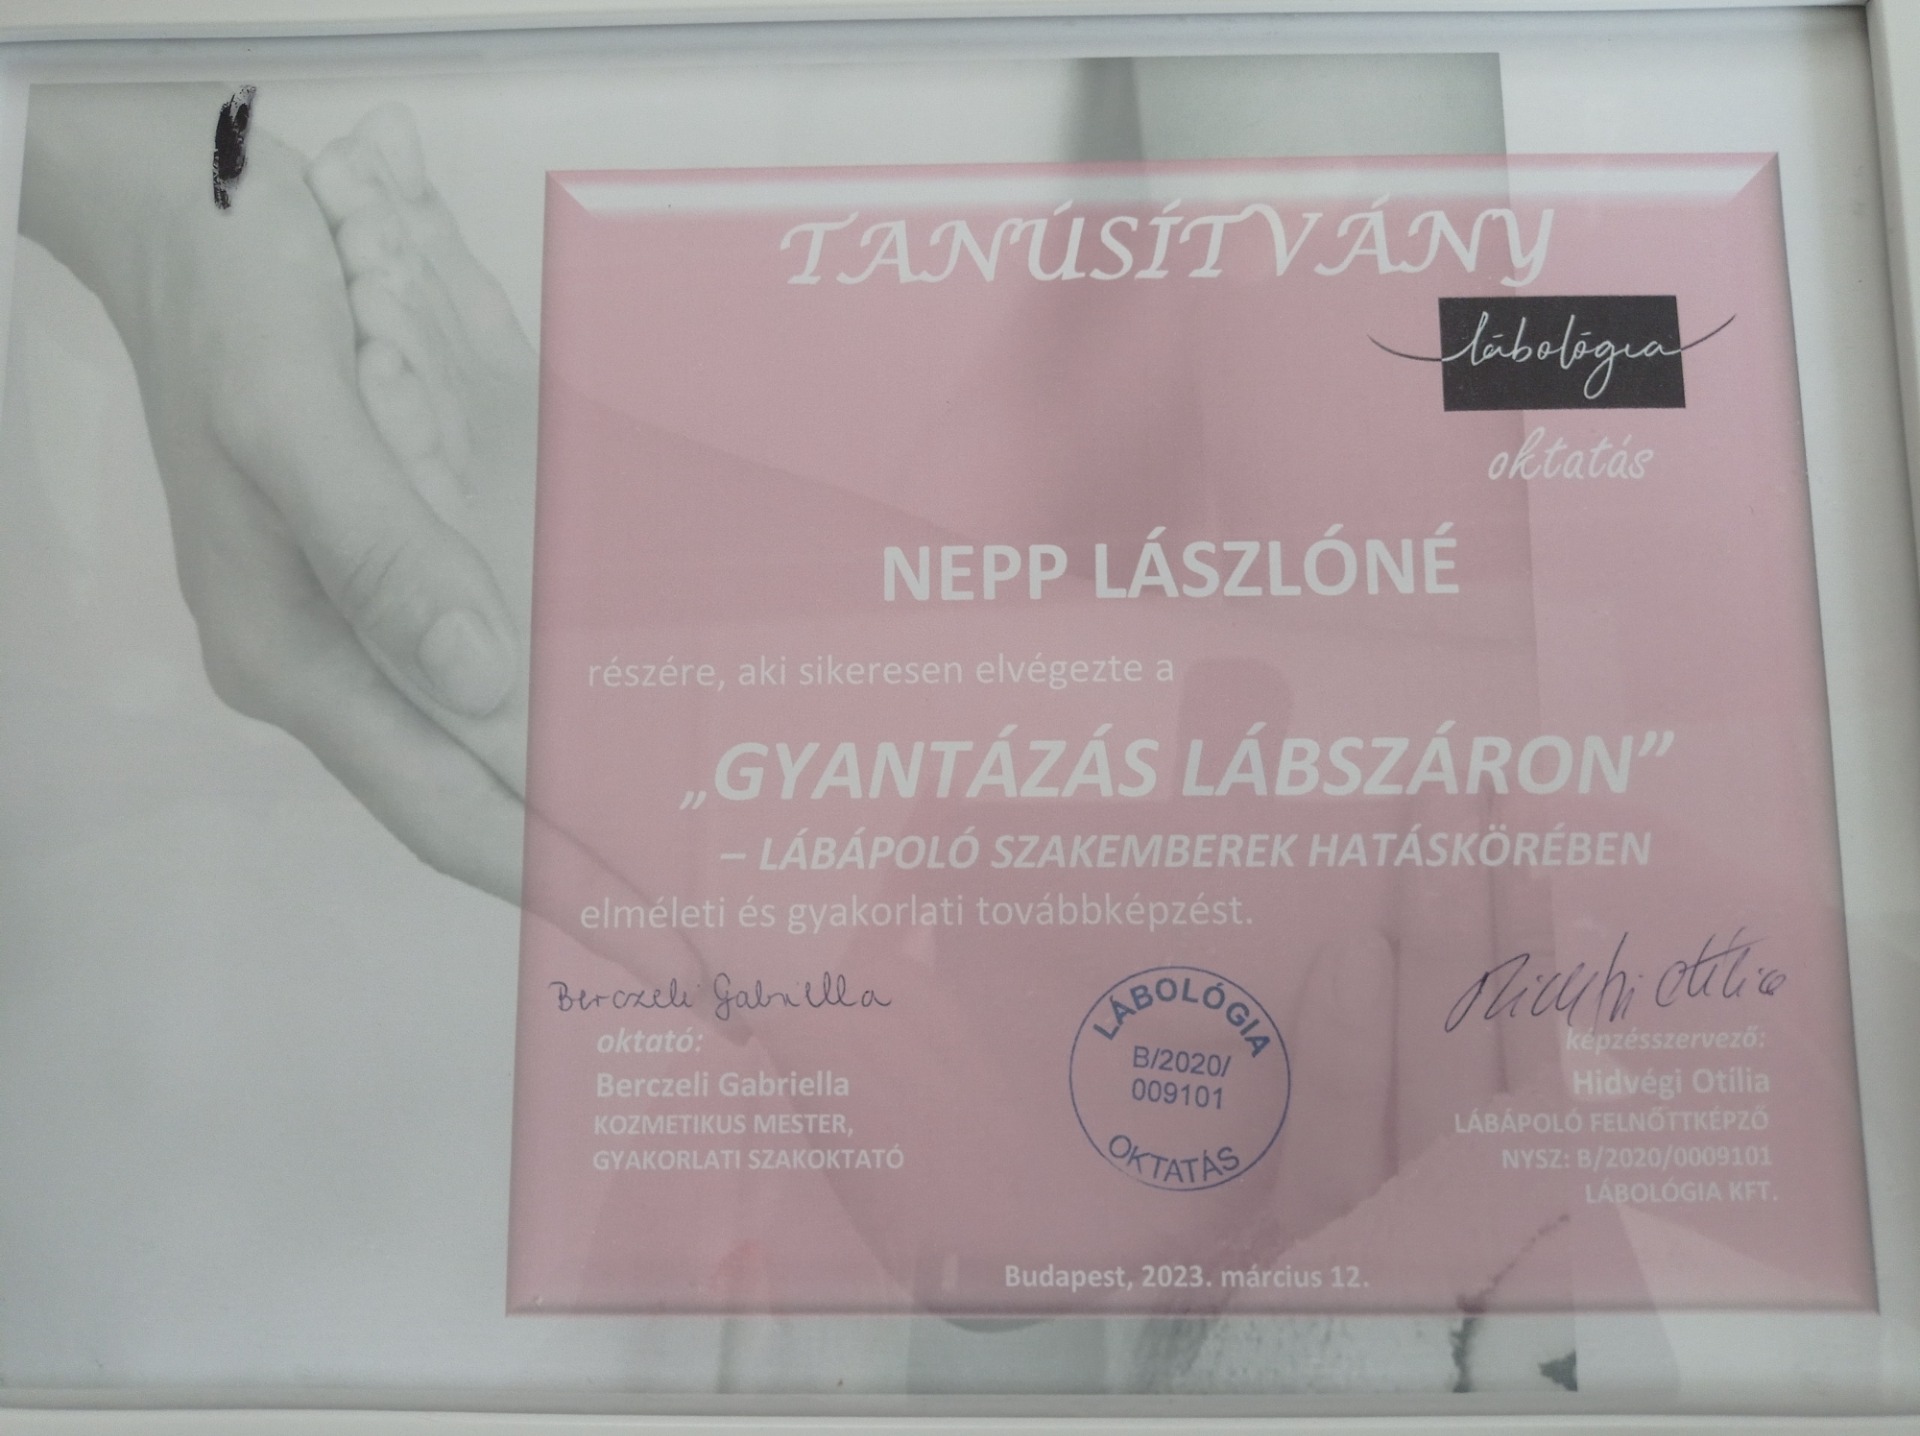 TANÚSÍTVÁNY
lábológia
oktatás
NEPP LÁSZLÓNÉ
részére, aki sikeresen elvégezte a
„GYANTÁZÁS LÁBSZÁRON”
– LÁBÁPOLÓ SZAKEMBEREK HATÁSKÖRÉBEN
elméleti és gyakorlati továbbképzést.
Berczeli Gabriella
oktató:
Berczeli Gabriella
KOZMETIKUS MESTER,
GYAKORLATI SZAKOKTATÓ
LÁBOLÓGIA
B/2020/
009101
OKTATÁS
Hidvégi Otília
képzésszervező:
Hidvégi Otília
LÁBÁPOLÓ FELNŐTTKÉPZŐ
NYSZ: B/2020/0009101
LÁBOLÓGIA KFT.
Budapest, 2023. március 12.